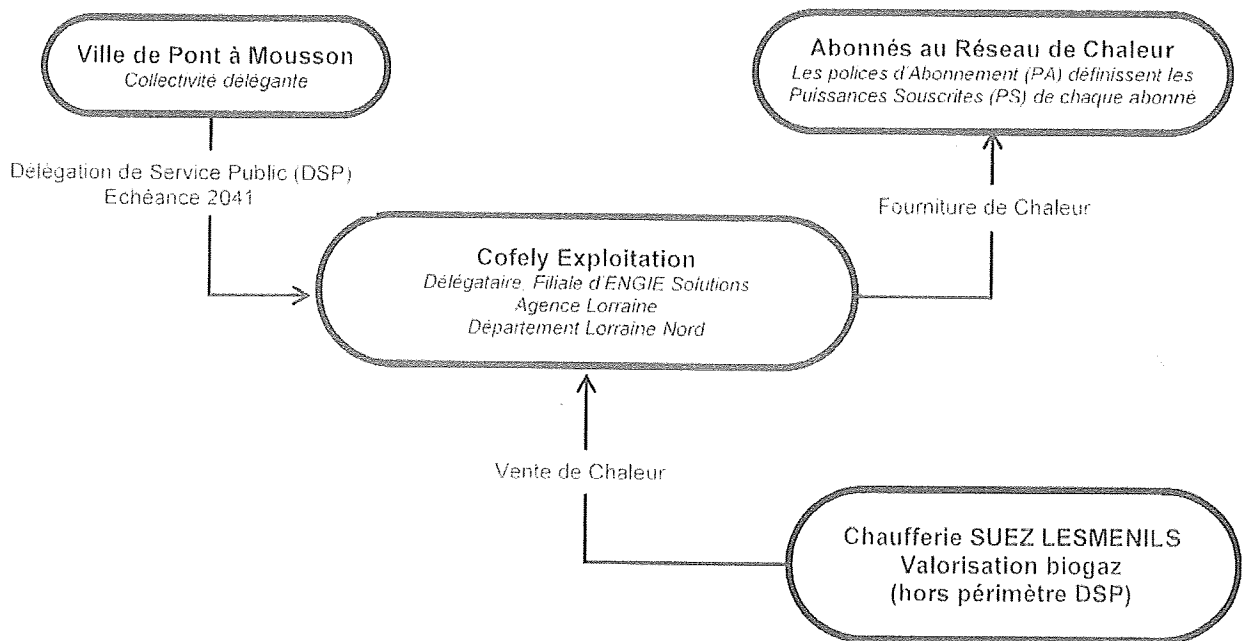 Ville de Pont à Mousson
Collectivité délégante
Abonnés au Réseau de Chaleur
Les polices d'Abonnement (PA) définissent les
Puissances Souscrites (PS) de chaque abonné
Délégation de Service Public (DSP)
Echéance 2041
Fourniture de Chaleur
Cofely Exploitation
Délégataire, Filiale d'ENGIE Solutions
Agence Lorraine
Département Lorraine Nord
Vente de Chaleur
Chaufferie SUEZ LESMENILS
Valorisation biogaz
(hors périmètre DSP)